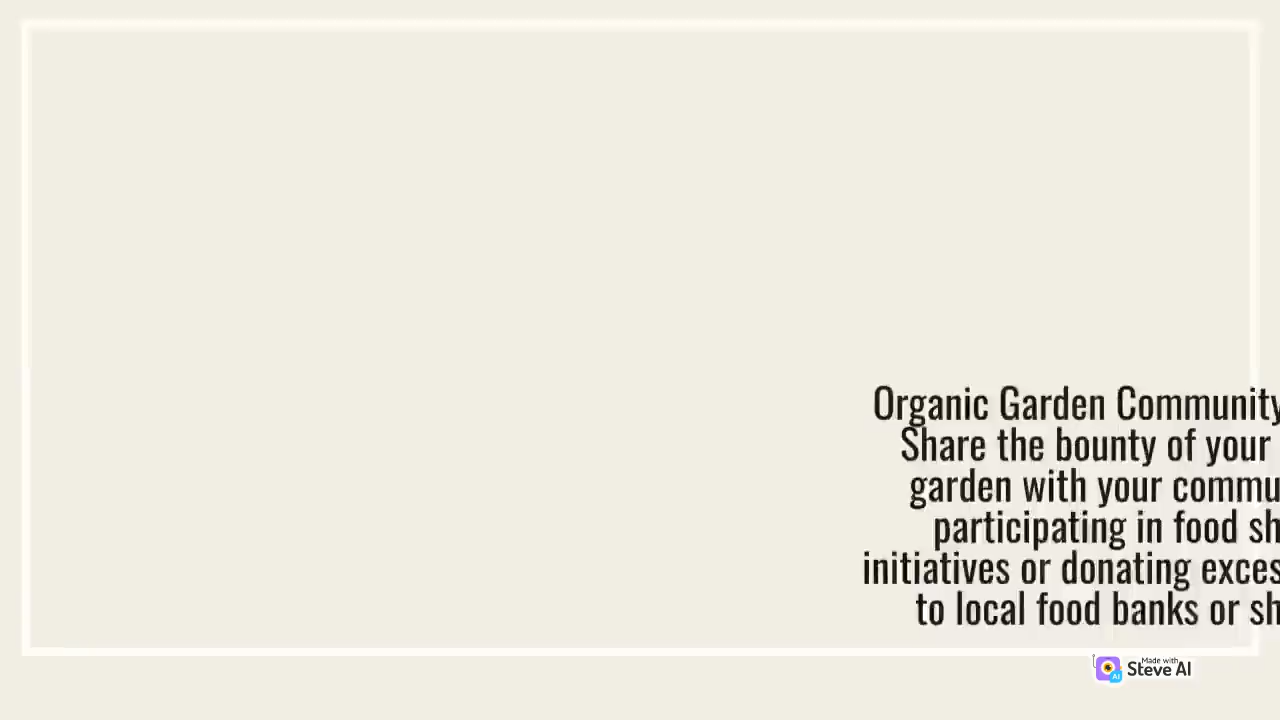 Organic Garden Community
Share the bounty of your
garden with your commu
participating in food sh
initiatives or donating exces
to local food banks or sh
Made with
Steve AI
AI